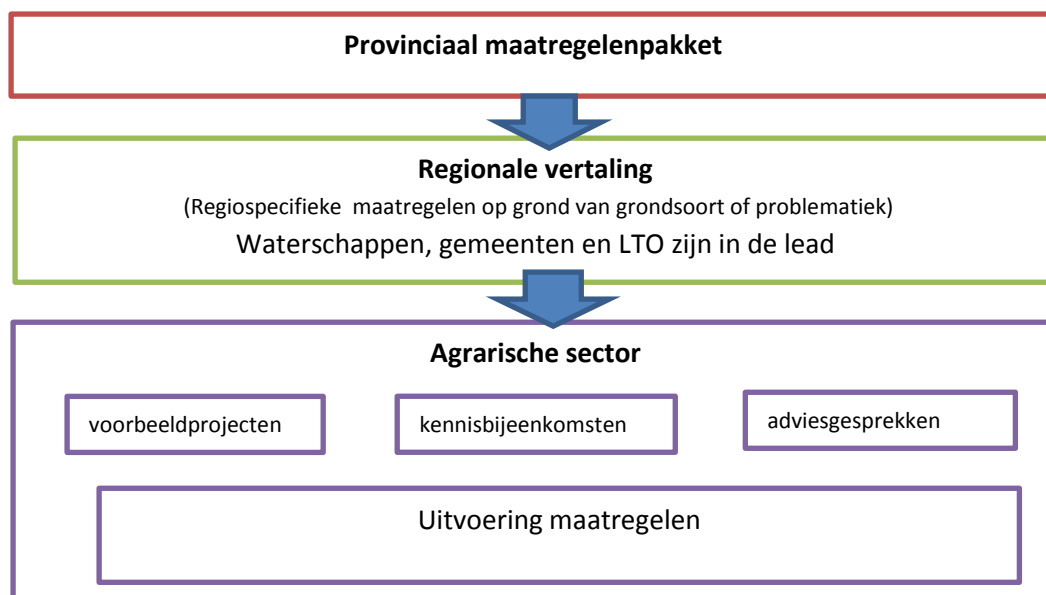 Provinciaal maatregelenpakket
Regionale vertaling
(Regiospecifieke maatregelen op grond van grondsoort of problematiek)
Waterschappen, gemeenten en LTO zijn in de lead
Agrarische sector
voorbeeldprojecten
kennisbijeenkomsten
adviesgesprekken
Uitvoering maatregelen